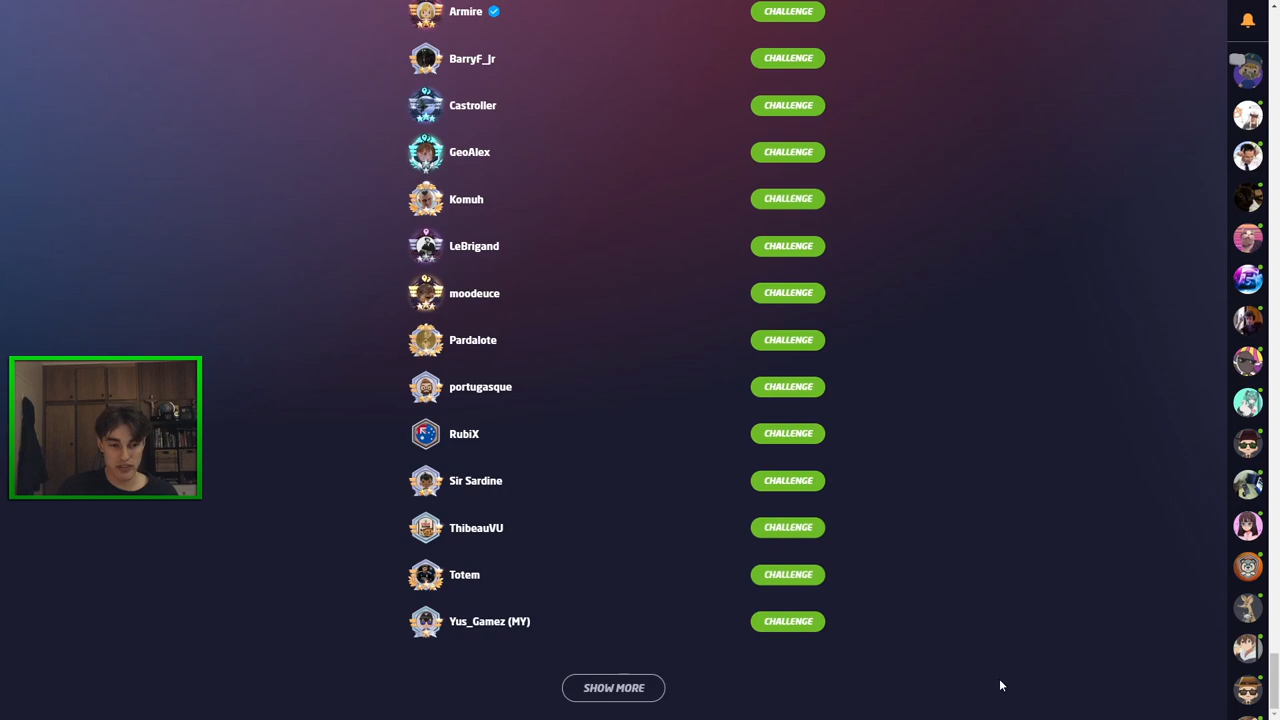 Armire
CHALLENGE
BarryF_Jr
CHALLENGE
Castroller
CHALLENGE
GeoAlex
CHALLENGE
Komuh
CHALLENGE
LeBrigand
CHALLENGE
moodeuce
CHALLENGE
Pardalote
CHALLENGE
portugasque
CHALLENGE
RubiX
CHALLENGE
Sir Sardine
CHALLENGE
ThibeauVU
CHALLENGE
Totem
CHALLENGE
Yus_Gamez (MY)
CHALLENGE
SHOW MORE